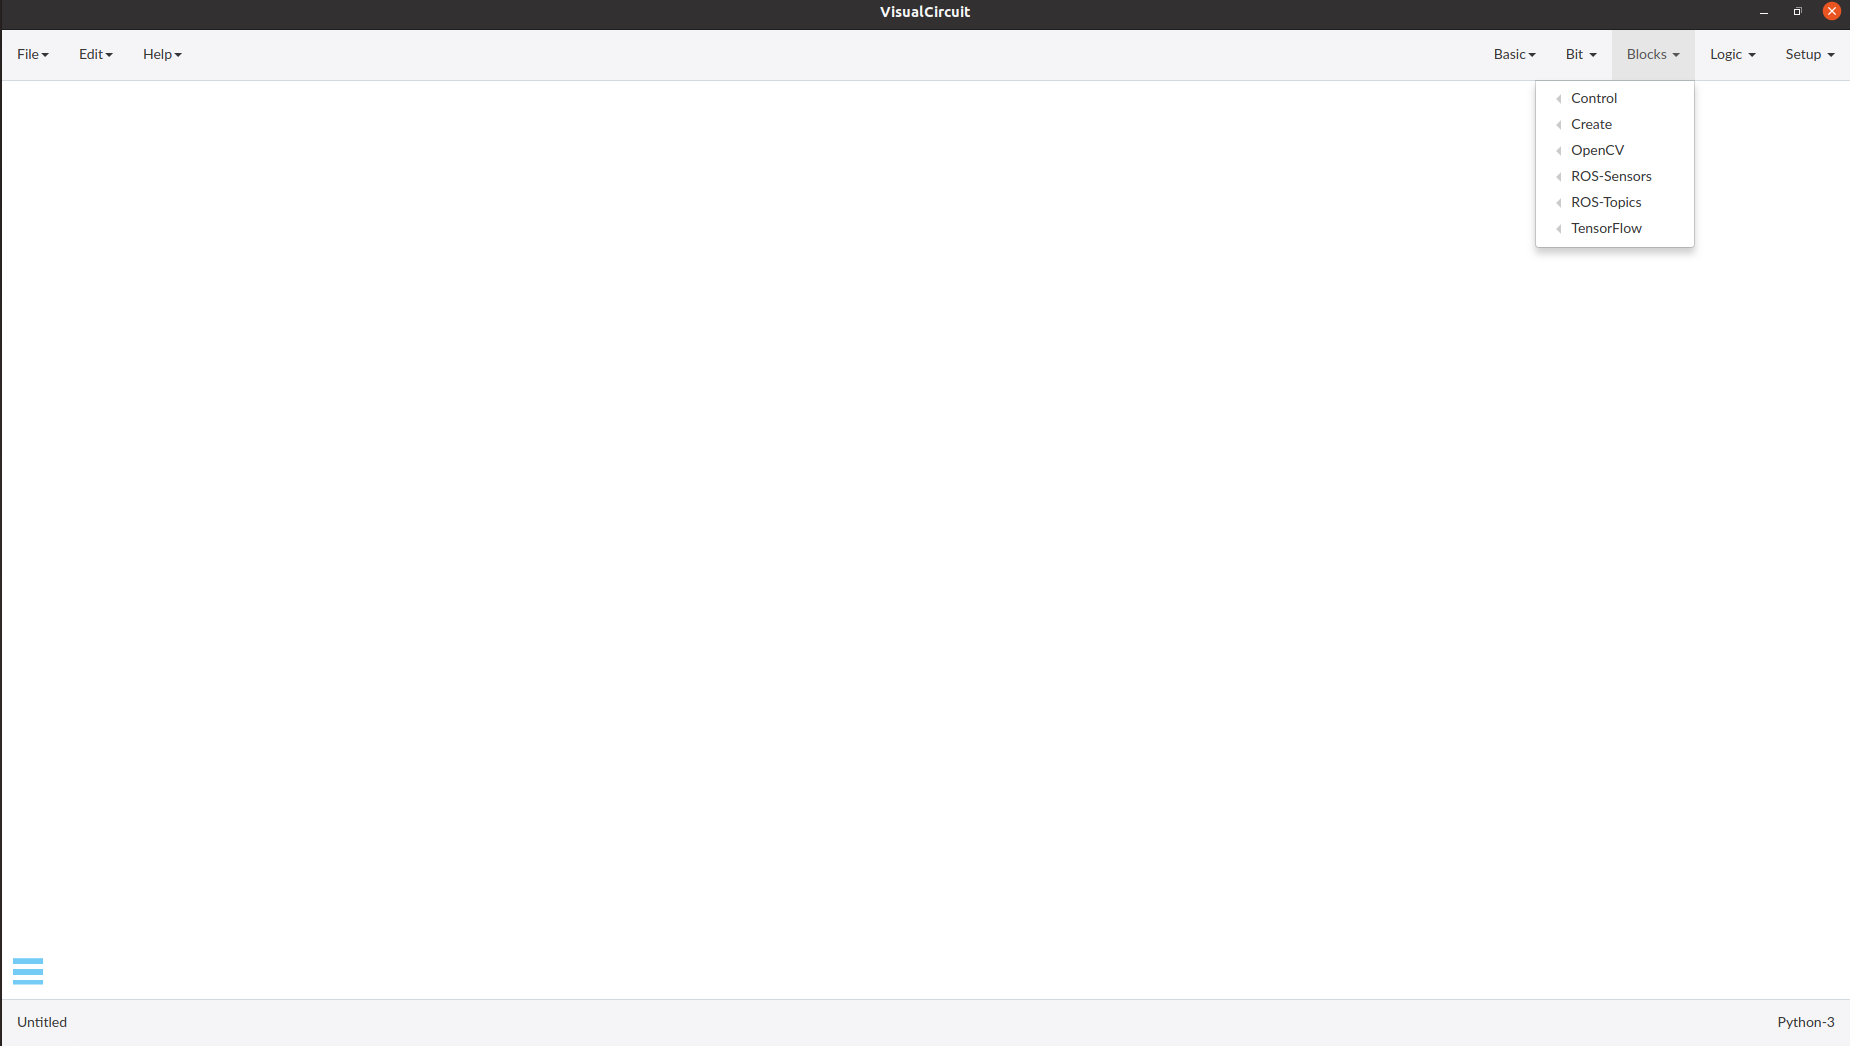 VisualCircuit
File Edit Help Basic Bit Blocks Logic Setup
Control
Create
OpenCV
ROS-Sensors
ROS-Topics
TensorFlow
Untitled Python-3